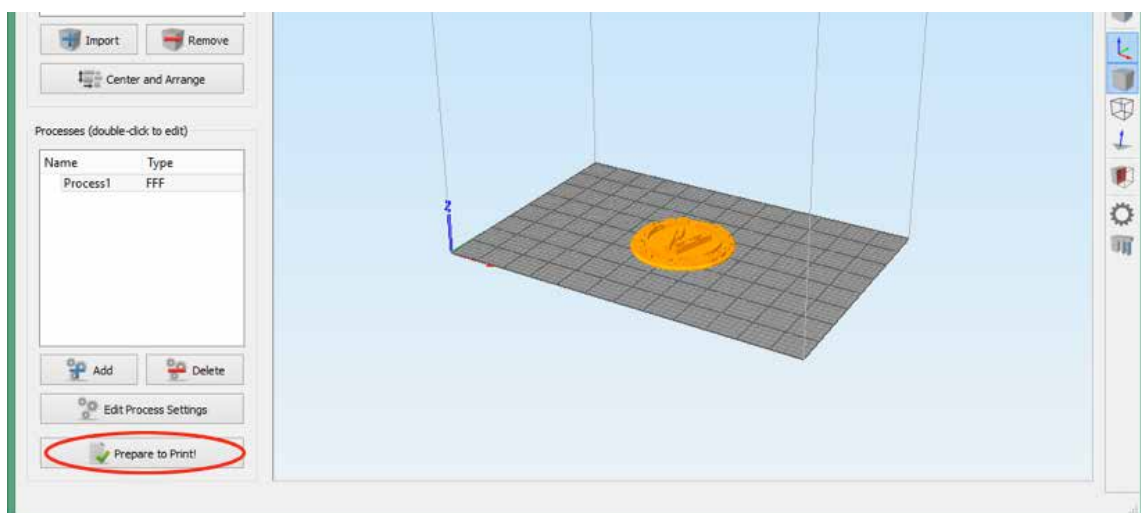 Import Remove
Center and Arrange
Processes (double-click to edit)
Name Type
Process1 FFF
Add Delete
Edit Process Settings
Prepare to Print!
Z